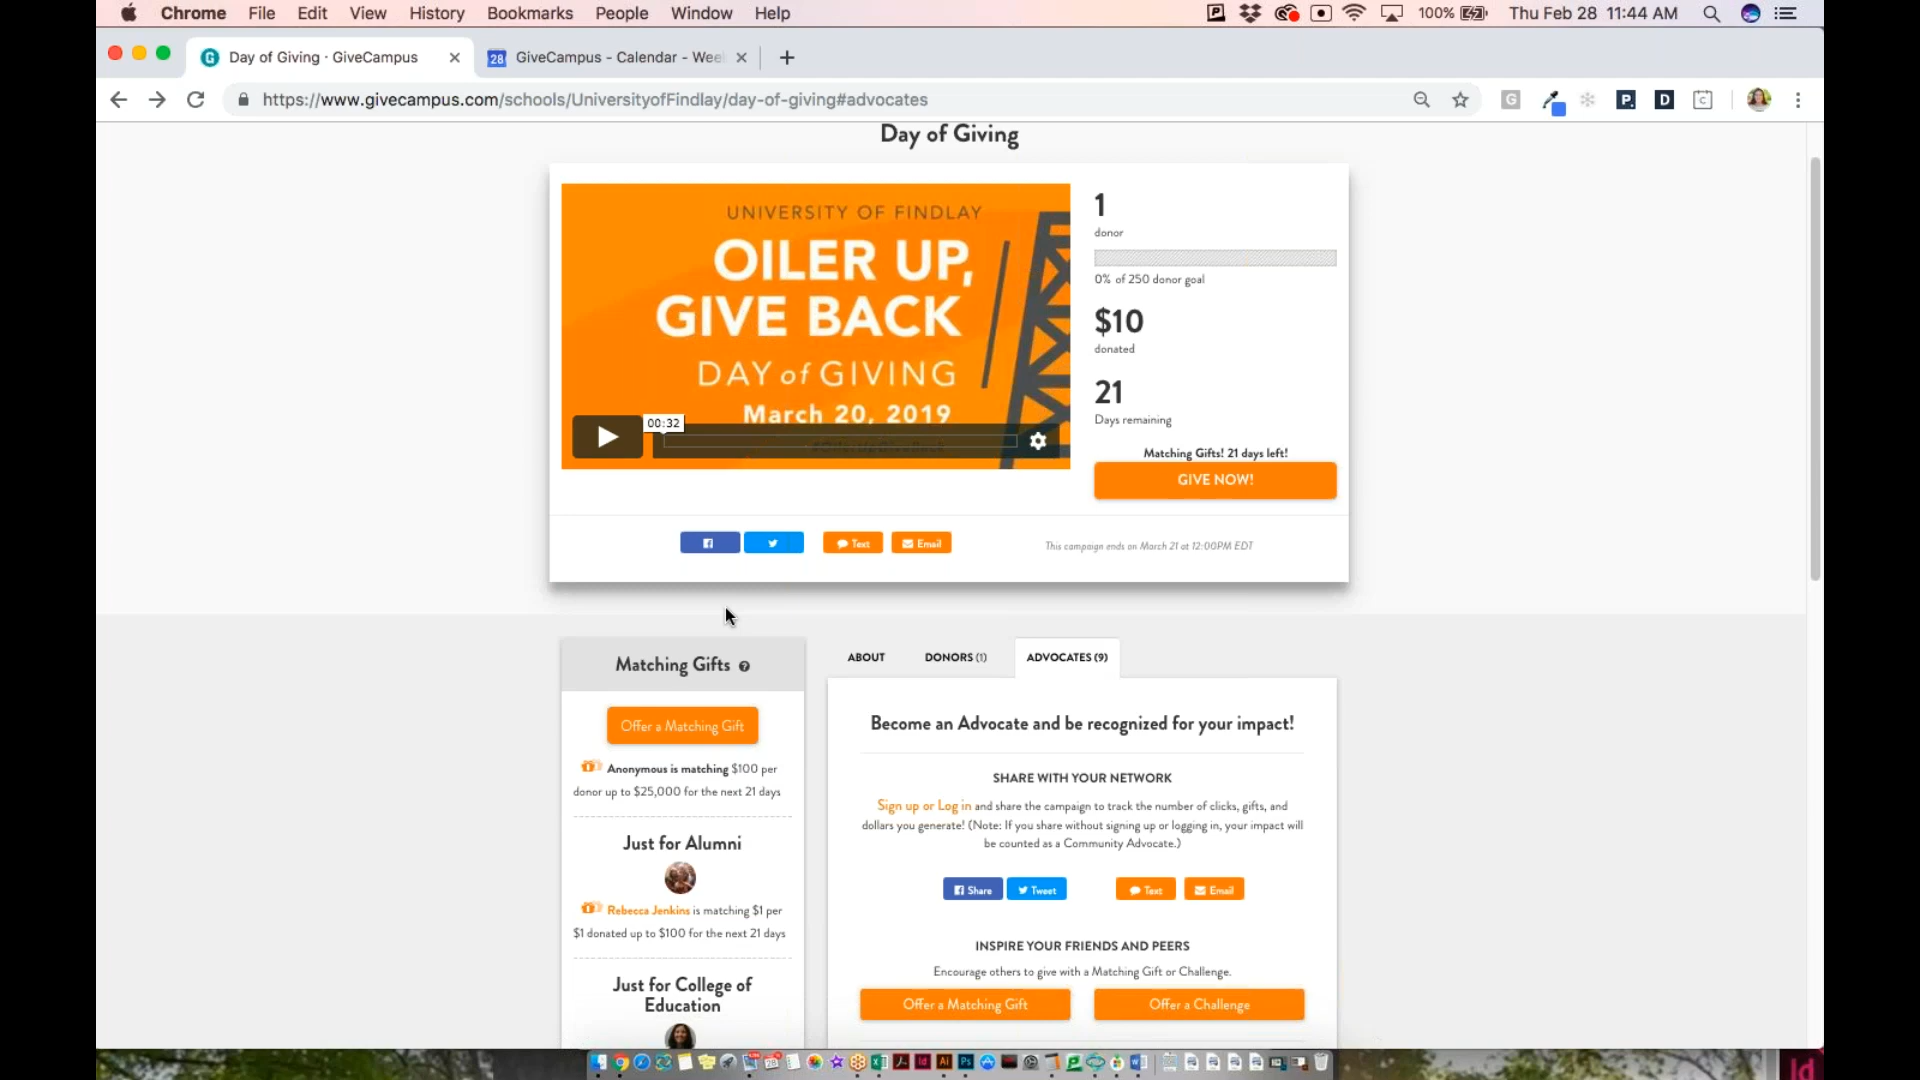 Chrome File Edit View History Bookmarks People Window Help
100% Thu Feb 28 11:44 AM
Day of Giving · GiveCampus
28 GiveCampus - Calendar - Wee
https://www.givecampus.com/schools/UniversityofFindlay/day-of-giving#advocates
Day of Giving
UNIVERSITY OF FINDLAY
OILER UP,
GIVE BACK
DAY of GIVING
March 20, 2019
00:32
1
donor
0% of 250 donor goal
$10
donated
21
Days remaining
Matching Gifts! 21 days left!
GIVE NOW!
Text Email
This campaign ends on March 21 at 12:00PM EDT
Matching Gifts ?
Offer a Matching Gift
Anonymous is matching $100 per
donor up to $25,000 for the next 21 days
Just for Alumni
Rebecca Jenkins is matching $1 per
$1 donated up to $100 for the next 21 days
Just for College of
Education
ABOUT DONORS (1) ADVOCATES (9)
Become an Advocate and be recognized for your impact!
SHARE WITH YOUR NETWORK
Sign up or Log in and share the campaign to track the number of clicks, gifts, and
dollars you generate! (Note: If you share without signing up or logging in, your impact will
be counted as a Community Advocate.)
Share Tweet Text Email
INSPIRE YOUR FRIENDS AND PEERS
Encourage others to give with a Matching Gift or Challenge.
Offer a Matching Gift Offer a Challenge
Id